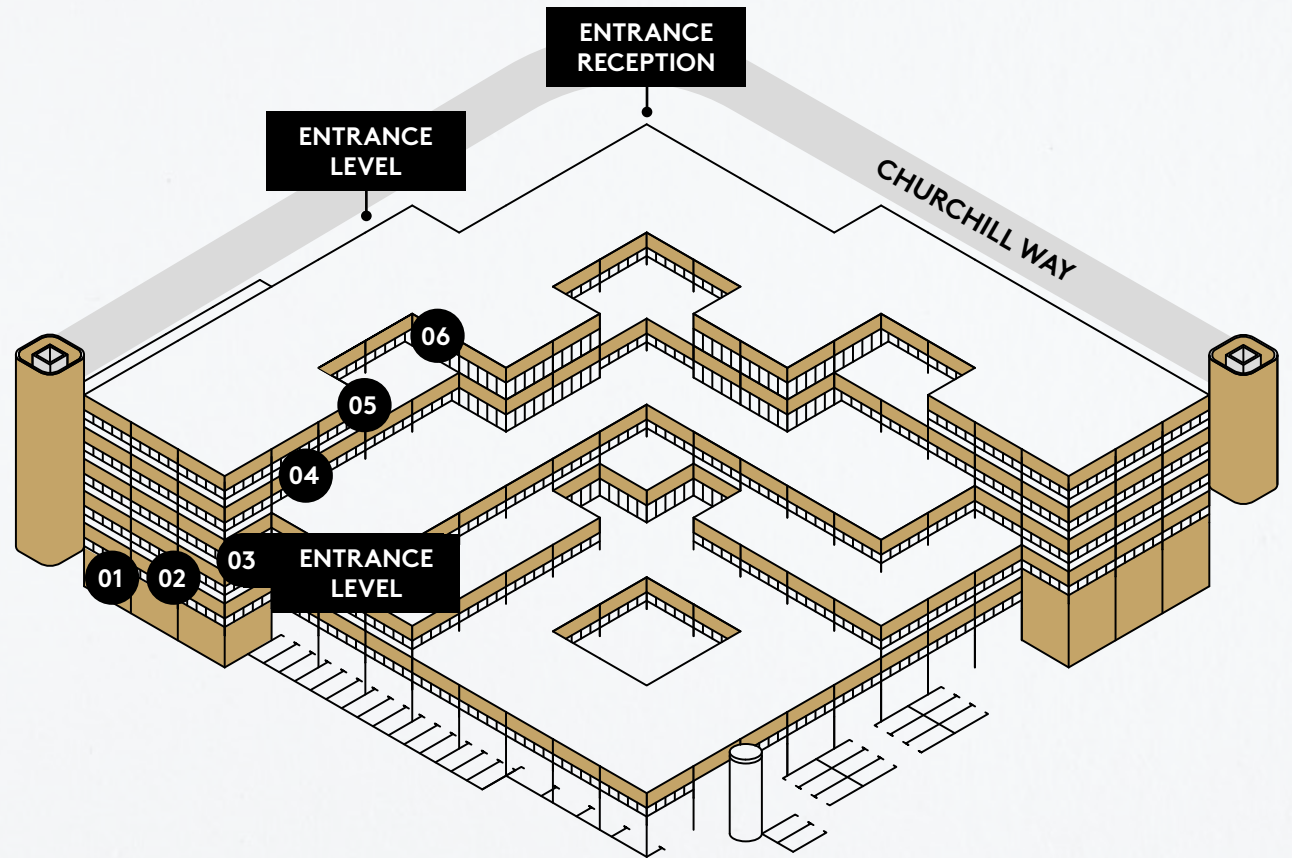 ENTRANCE
RECEPTION
ENTRANCE
LEVEL
CHURCHILL WAY
06
05
04
03
ENTRANCE
LEVEL
01
02